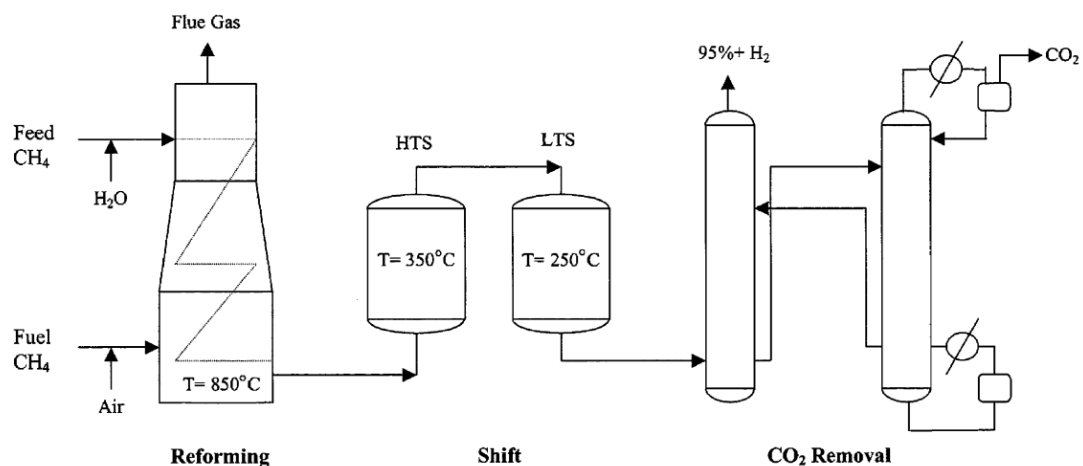 Flue Gas
Feed
CH₄
H₂O
Fuel
CH₄
Air
T= 850°C
HTS
LTS
T= 350°C
T= 250°C
95%+ H₂
CO₂
Reforming
Shift
CO₂ Removal